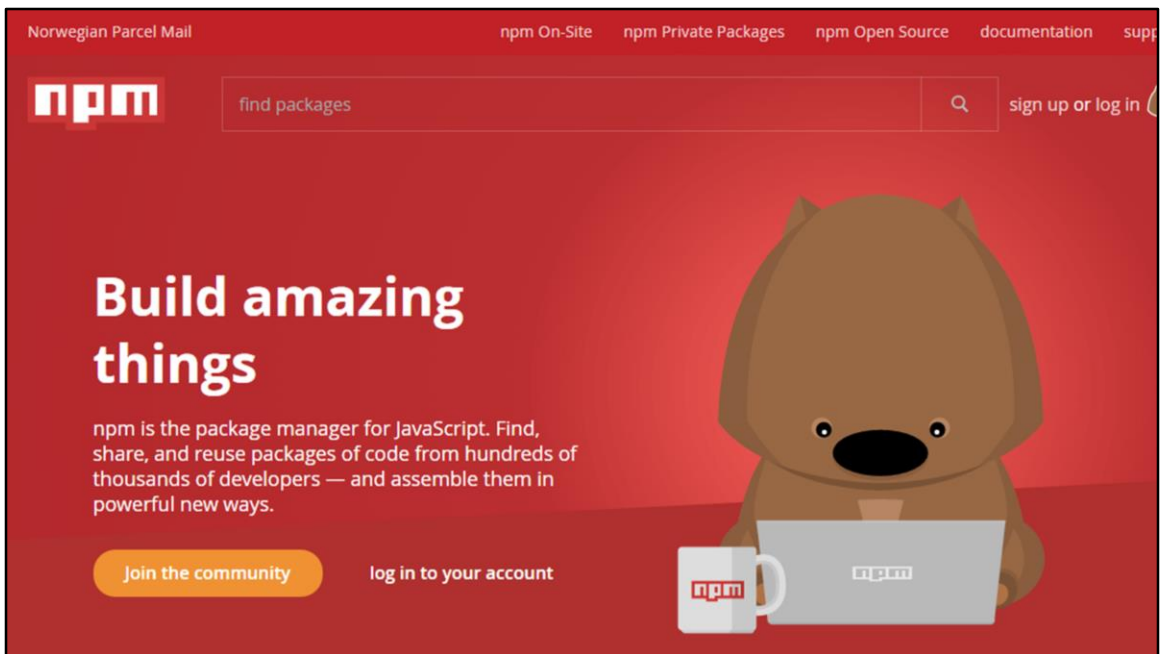 Norwegian Parcel Mail
npm On-Site npm Private Packages npm Open Source documentation
npm
find packages
sign up or log in
Build amazing
things
npm is the package manager for JavaScript. Find,
share, and reuse packages of code from hundreds of
thousands of developers — and assemble them in
powerful new ways.
Join the community
log in to your account
npm
npm